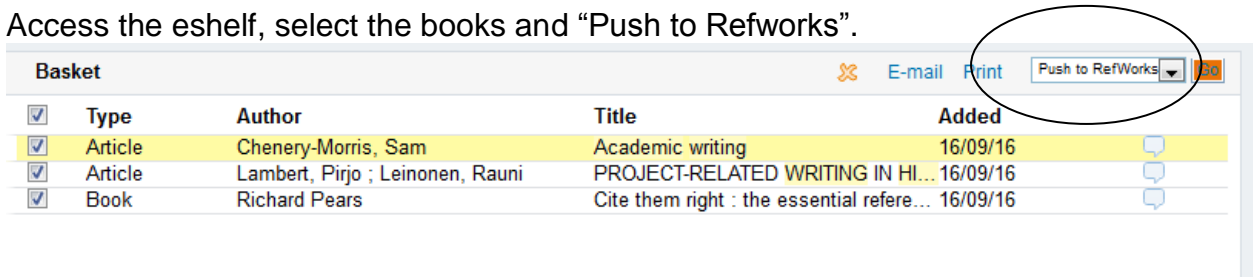 Access the eshelf, select the books and “Push to Refworks”.
Basket E-mail Print Push to RefWorks Go
Type Author Title Added
Article Chenery-Morris, Sam Academic writing 16/09/16
Article Lambert, Pirjo ; Leinonen, Rauni PROJECT-RELATED WRITING IN HI... 16/09/16
Book Richard Pears Cite them right : the essential refere... 16/09/16